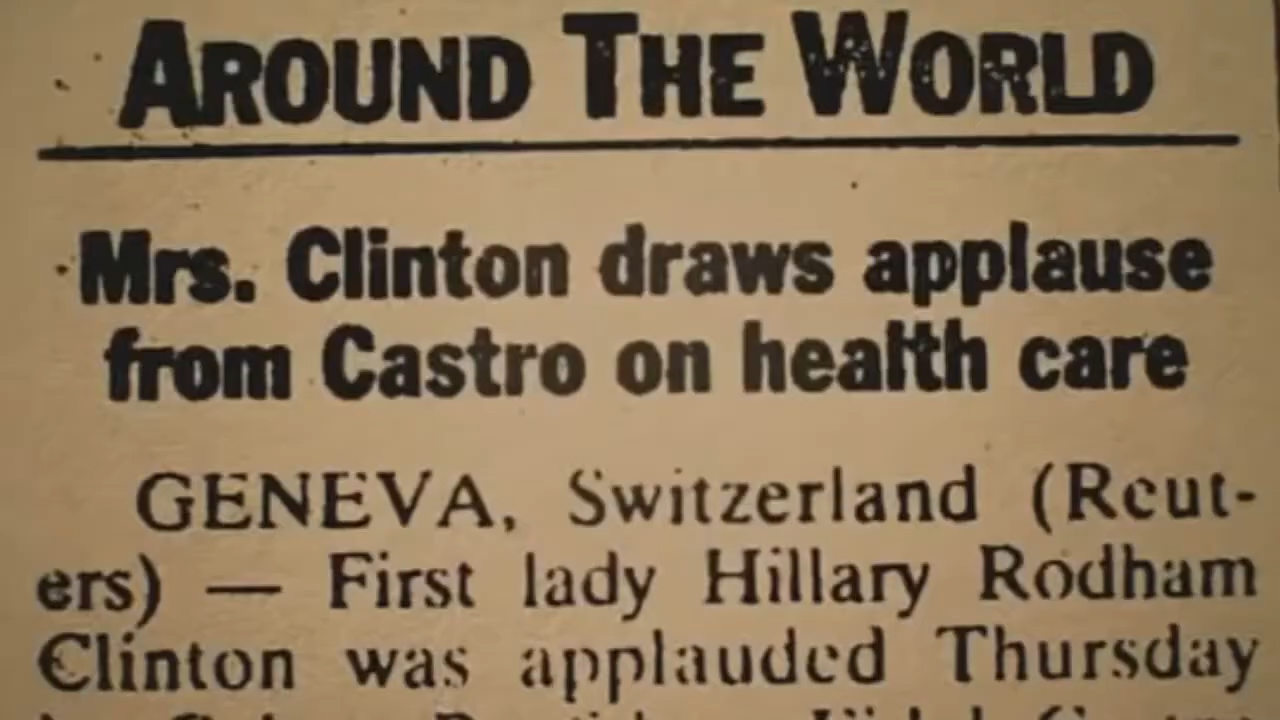 AROUND THE WORLD
Mrs. Clinton draws applause
from Castro on health care
GENEVA, Switzerland (Reut-
ers) — First lady Hillary Rodham
Clinton was applauded Thursday